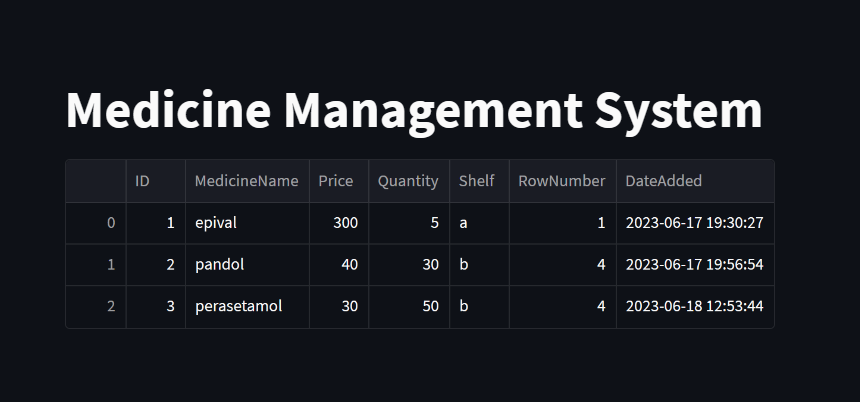 Medicine Management System
ID MedicineName Price Quantity Shelf RowNumber DateAdded
0 1 epival 300 5 a 1 2023-06-17 19:30:27
1 2 pandol 40 30 b 4 2023-06-17 19:56:54
2 3 perasetamol 30 50 b 4 2023-06-18 12:53:44